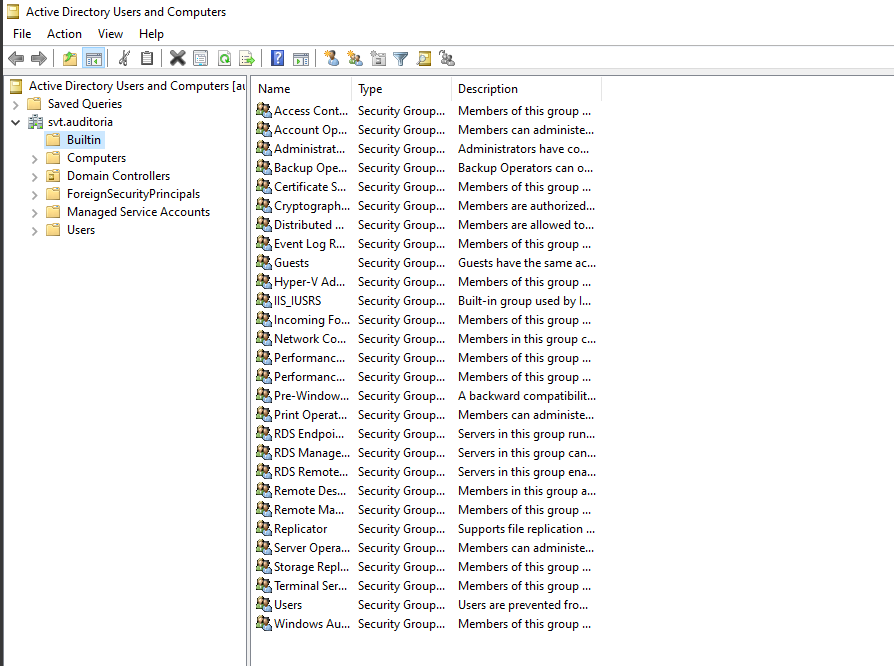 Active Directory Users and Computers
File Action View Help
Active Directory Users and Computers [au
Saved Queries
svt.auditoria
Builtin
Computers
Domain Controllers
ForeignSecurityPrincipals
Managed Service Accounts
Users
Name Type Description
Access Cont... Security Group... Members of this group ...
Account Op... Security Group... Members can administe...
Administrat... Security Group... Administrators have co...
Backup Ope... Security Group... Backup Operators can o...
Certificate S... Security Group... Members of this group ...
Cryptograph... Security Group... Members are authorized...
Distributed ... Security Group... Members are allowed to...
Event Log R... Security Group... Members of this group ...
Guests Security Group... Guests have the same ac...
Hyper-V Ad... Security Group... Members of this group ...
IIS_IUSRS Security Group... Built-in group used by I...
Incoming Fo... Security Group... Members of this group ...
Network Co... Security Group... Members in this group c...
Performanc... Security Group... Members of this group ...
Performanc... Security Group... Members of this group ...
Pre-Window... Security Group... A backward compatibilit...
Print Operat... Security Group... Members can administe...
RDS Endpoi... Security Group... Servers in this group run...
RDS Manage... Security Group... Servers in this group can...
RDS Remote... Security Group... Servers in this group ena...
Remote Des... Security Group... Members in this group a...
Remote Ma... Security Group... Members of this group ...
Replicator Security Group... Supports file replication ...
Server Opera... Security Group... Members can administe...
Storage Repl... Security Group... Members of this group ...
Terminal Ser... Security Group... Members of this group ...
Users Security Group... Users are prevented fro...
Windows Au... Security Group... Members of this group ...